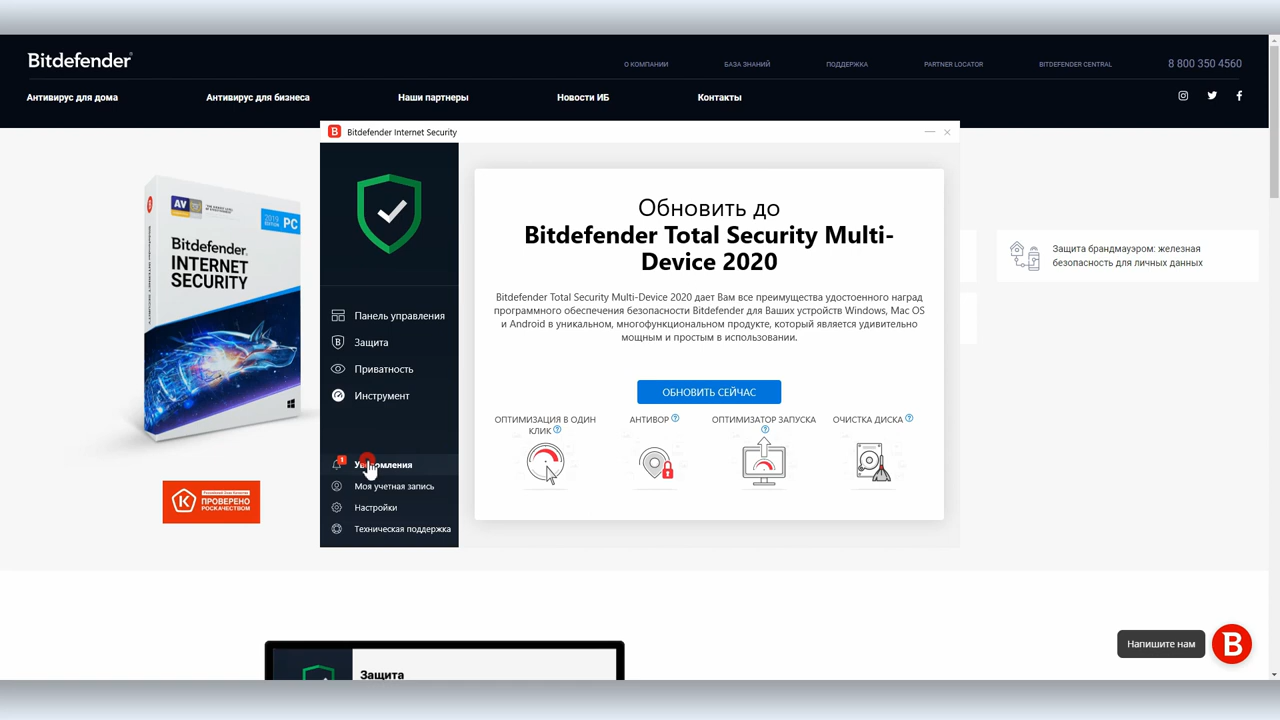 Bitdefender
О КОМПАНИИ
БАЗА ЗНАНИЙ
ПОДДЕРЖКА
PARTNER LOCATOR
BITDEFENDER CENTRAL
8 800 350 4560
Антивирус для дома
Антивирус для бизнеса
Наши партнеры
Новости ИБ
Контакты
B Bitdefender Internet Security
Обновить до
Bitdefender Total Security Multi-
Device 2020
Bitdefender Total Security Multi-Device 2020 дает Вам все преимущества удостоенного наград
программного обеспечения безопасности Bitdefender для Ваших устройств Windows, Mac OS
и Android в уникальном, многофункциональном продукте, который является удивительно
мощным и простым в использовании.
ОБНОВИТЬ СЕЙЧАС
ОПТИМИЗАЦИЯ В ОДИН
КЛИК
АНТИВОР
ОПТИМИЗАТОР ЗАПУСКА
ОЧИСТКА ДИСКА
Панель управления
Защита
Приватность
Инструмент
1
Уведомления
Моя учетная запись
Настройки
Техническая поддержка
AV
2019
EDITION
PC
Bitdefender
INTERNET
SECURITY
ПРОВЕРЕНО
РОСКАЧЕСТВОМ
Защита брандмауэром: железная
безопасность для личных данных
Защита
Напишите нам
B